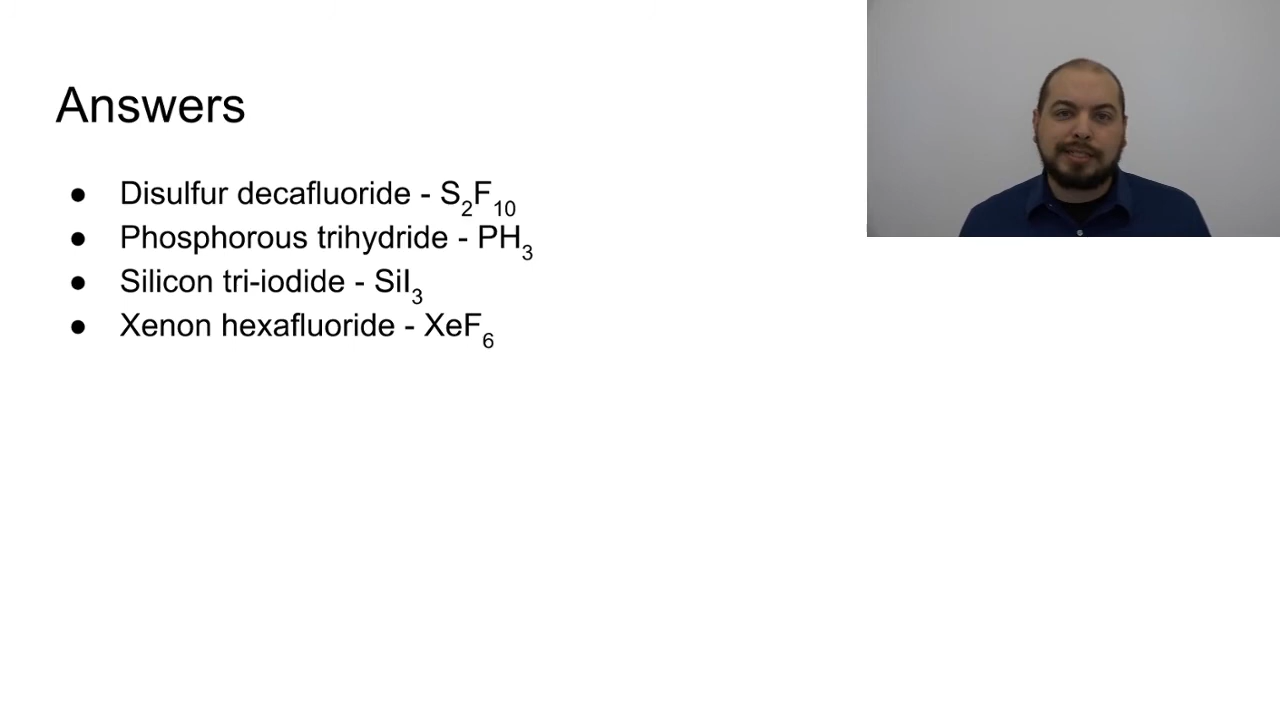 Answers
● Disulfur decafluoride - S₂F₁₀
● Phosphorous trihydride - PH₃
● Silicon tri-iodide - SiI₃
● Xenon hexafluoride - XeF₆